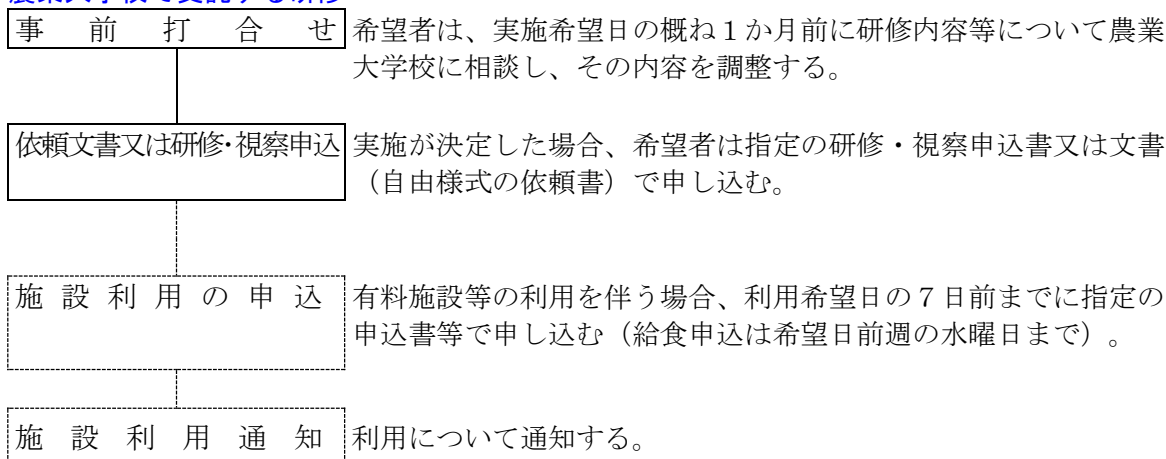 事前打合せ 希望者は、実施希望日の概ね１か月前に研修内容等について農業
大学校に相談し、その内容を調整する。
依頼文書又は研修・視察申込 実施が決定した場合、希望者は指定の研修・視察申込書又は文書
（自由様式の依頼書）で申し込む。
施設利用の申込 有料施設等の利用を伴う場合、利用希望日の７日前までに指定の
申込書等で申し込む（給食申込は希望日前週の水曜日まで）。
施設利用通知 利用について通知する。